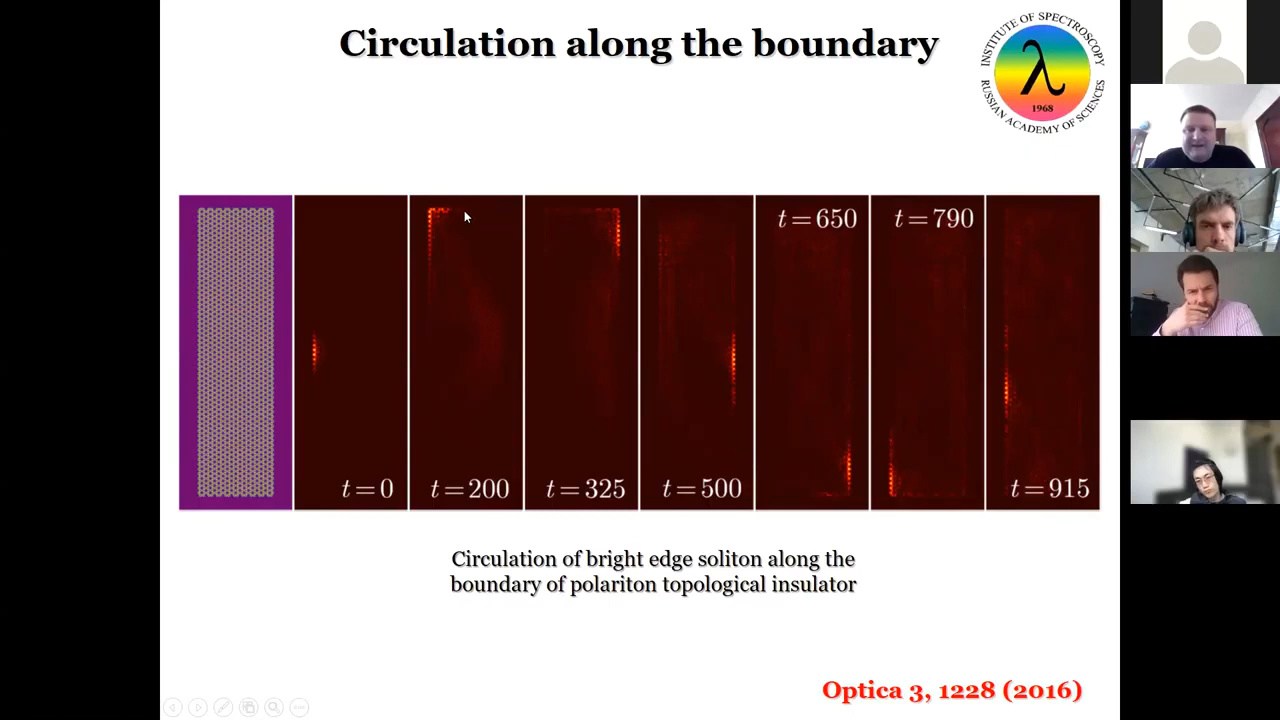 Circulation along the boundary
INSTITUTE OF SPECTROSCOPY
RUSSIAN ACADEMY OF SCIENCES
λ
1968
t=0
t=200
t=325
t=500
t=650
t=790
t=915
Circulation of bright edge soliton along the
boundary of polariton topological insulator
Optica 3, 1228 (2016)